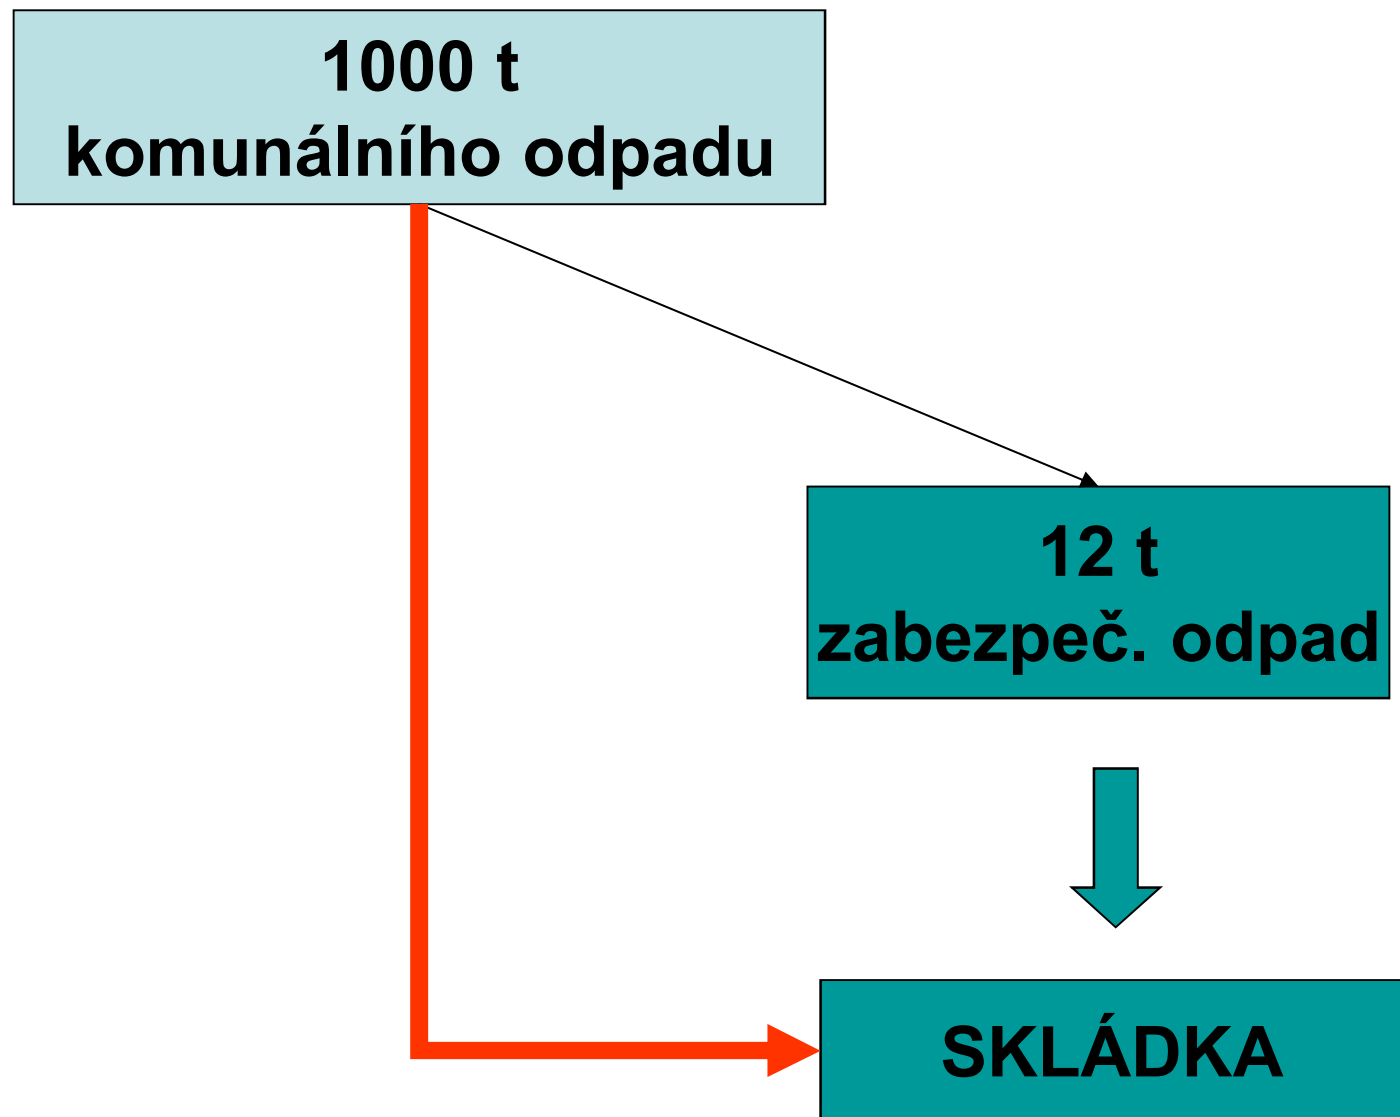 1000 t
komunálního odpadu
12 t
zabezpeč. odpad
SKLÁDKA